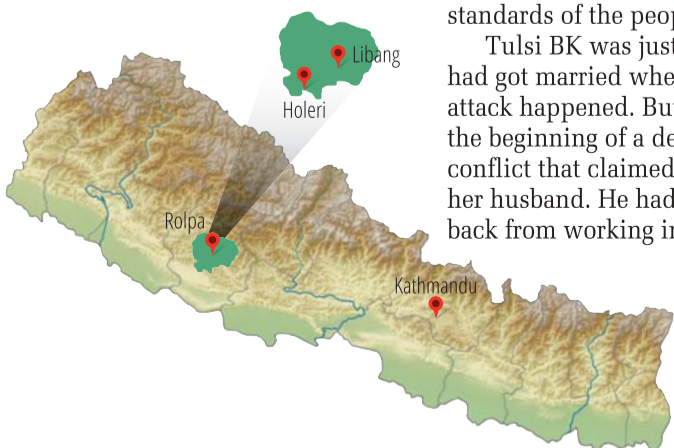 standards of the peop
Tulsi BK was just
had got married whe
attack happened. Bu
the beginning of a de
conflict that claimed
her husband. He had
back from working in
Libang
Holeri
Rolpa
Kathmandu